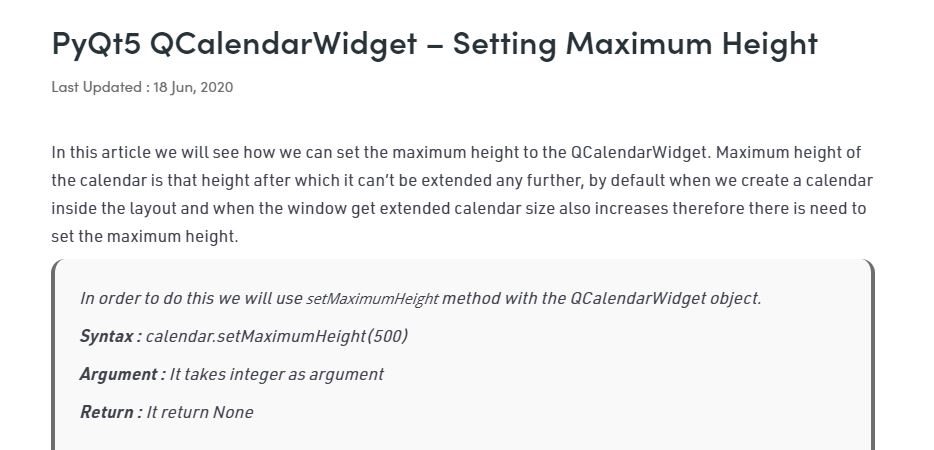 PyQt5 QCalendarWidget – Setting Maximum Height
Last Updated : 18 Jun, 2020
In this article we will see how we can set the maximum height to the QCalendarWidget. Maximum height of
the calendar is that height after which it can't be extended any further, by default when we create a calendar
inside the layout and when the window get extended calendar size also increases therefore there is need to
set the maximum height.
In order to do this we will use setMaximumHeight method with the QCalendarWidget object.
Syntax : calendar.setMaximumHeight(500)
Argument : It takes integer as argument
Return : It return None